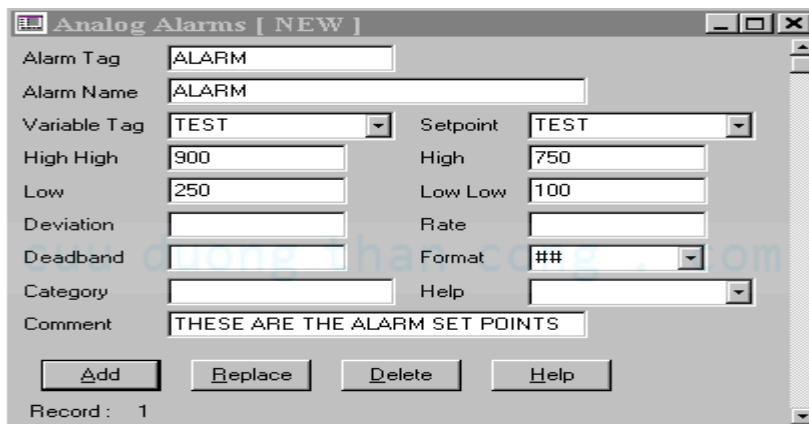 Analog Alarms [ NEW ]
Alarm Tag ALARM
Alarm Name ALARM
Variable Tag TEST Setpoint TEST
High High 900 High 750
Low 250 Low Low 100
Deviation Rate
Deadband Format ##
cuu duong than cong . com
Category Help
Comment THESE ARE THE ALARM SET POINTS
Add Replace Delete Help
Record : 1